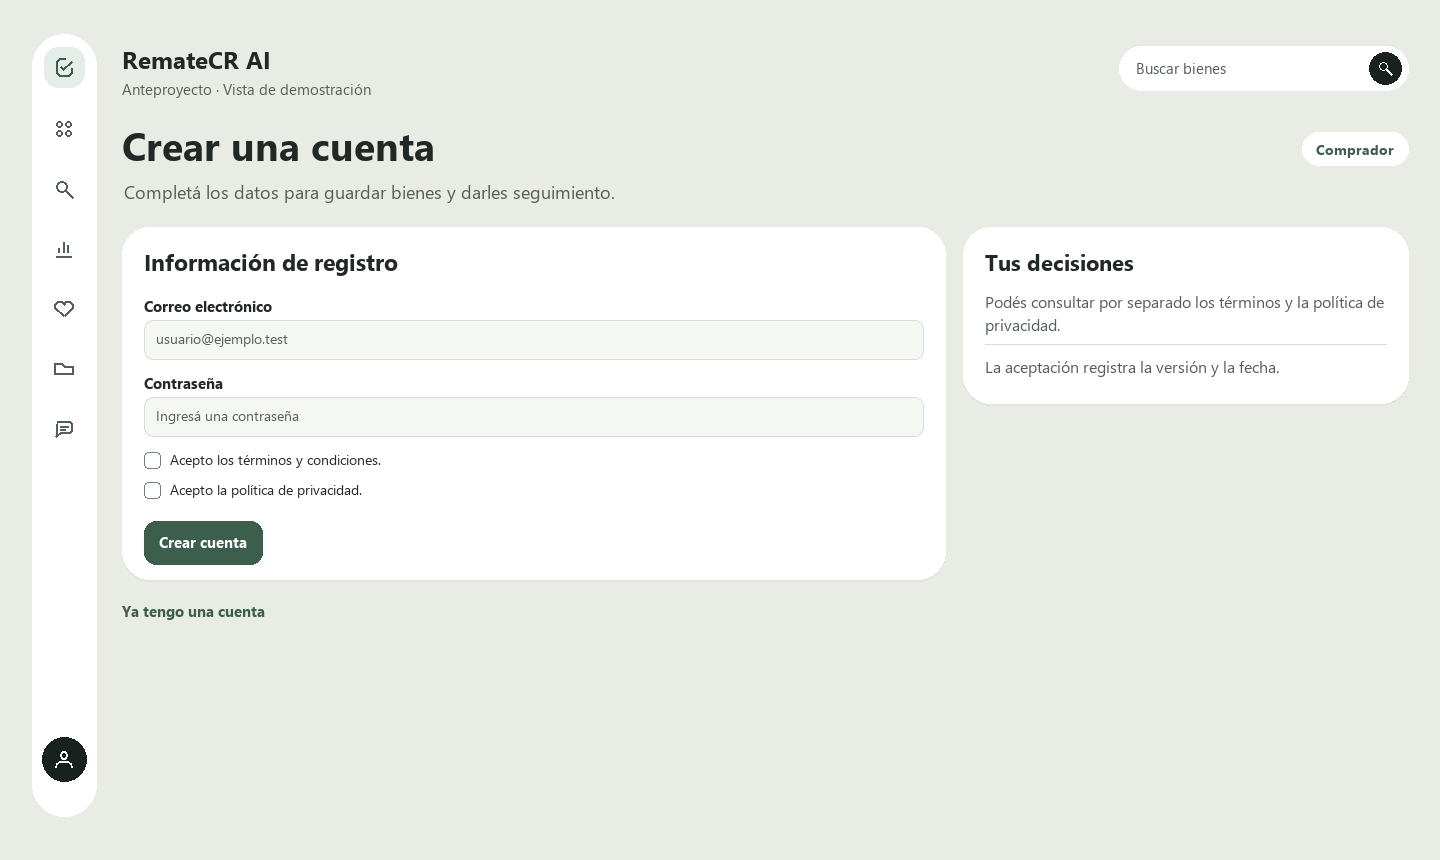 RemateCR AI
Anteproyecto · Vista de demostración
Buscar bienes
Crear una cuenta
Comprador
Completá los datos para guardar bienes y darles seguimiento.
Información de registro
Correo electrónico
usuario@ejemplo.test
Contraseña
Ingresá una contraseña
Acepto los términos y condiciones.
Acepto la política de privacidad.
Crear cuenta
Ya tengo una cuenta
Tus decisiones
Podés consultar por separado los términos y la política de
privacidad.
La aceptación registra la versión y la fecha.